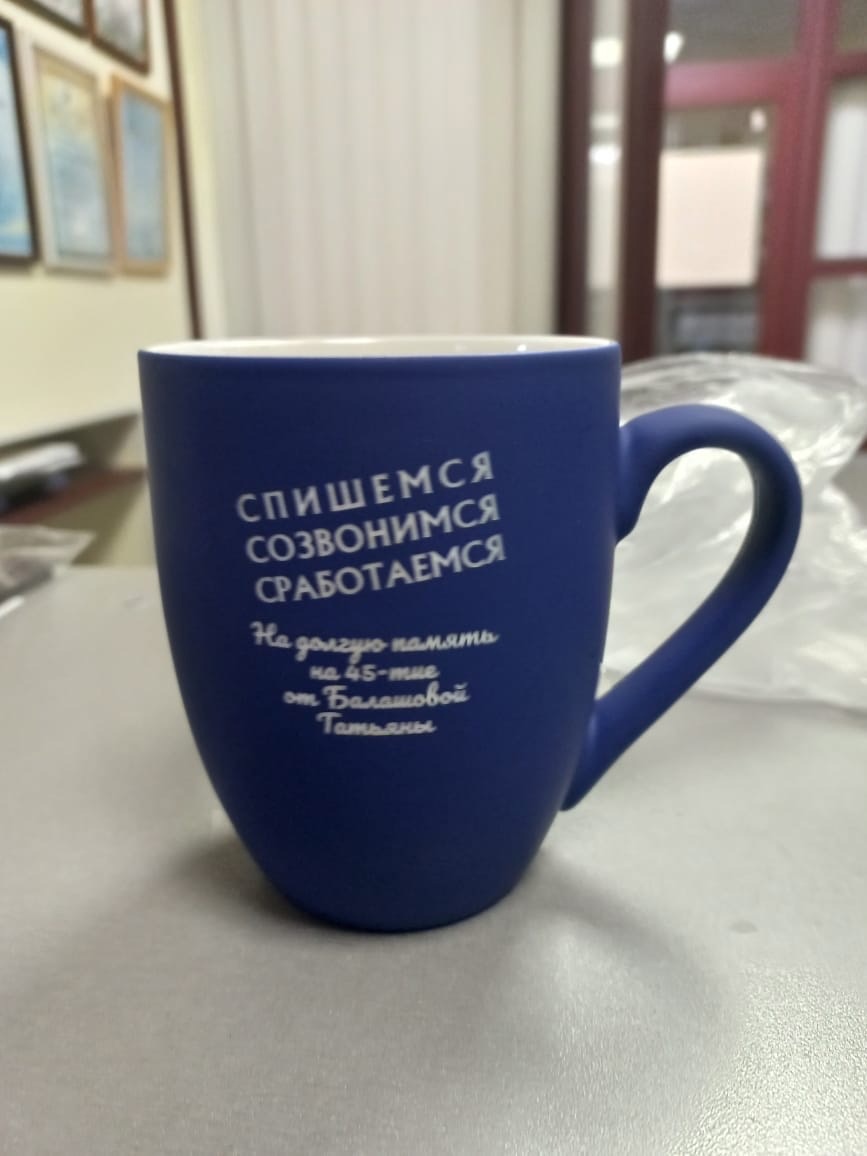 СПИШЕМСЯ
СОЗВОНИМСЯ
СРАБОТАЕМСЯ
На долгую память
на 45-тие
от Балашовой
Татьяны